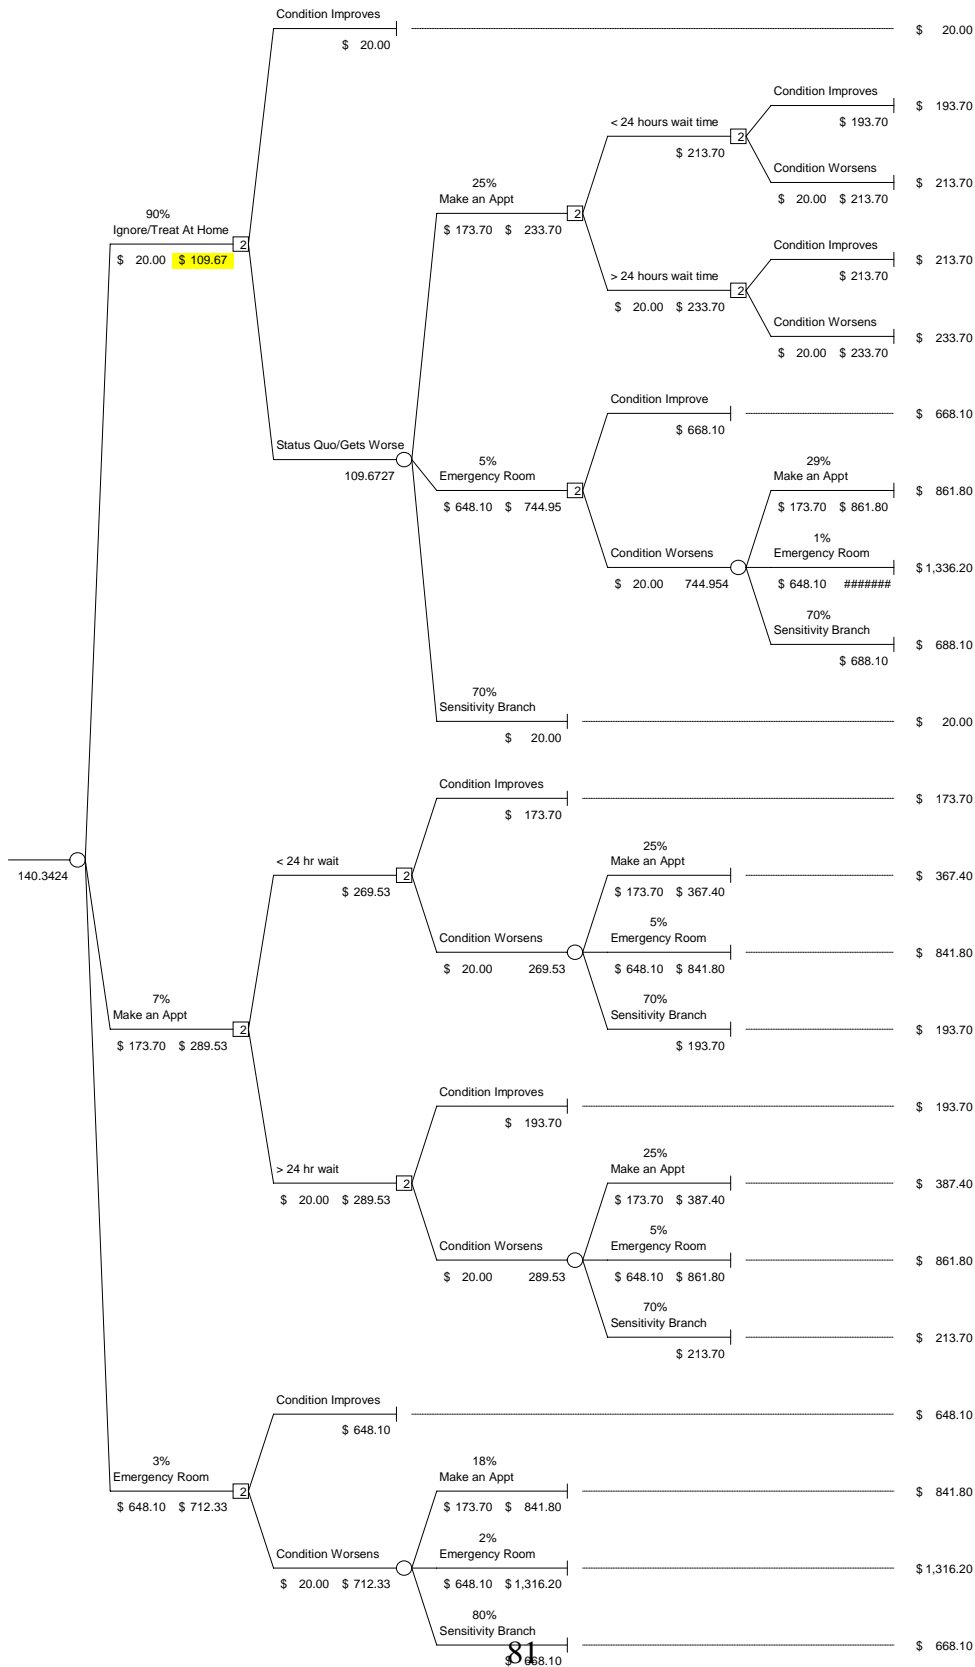 Condition Improves
$ 20.00 $ 20.00
Condition Improves
$ 193.70
< 24 hours wait time
2
$ 193.70
$ 213.70
Condition Worsens
25%
$ 213.70
Make an Appt
$ 20.00 $ 213.70
90%
2
Ignore/Treat At Home
$ 173.70 $ 233.70
Condition Improves
2
$ 213.70
$ 20.00 $ 109.67
> 24 hours wait time
$ 213.70
2
$ 20.00 $ 233.70
Condition Worsens
$ 233.70
$ 20.00 $ 233.70
Condition Improve
$ 668.10
$ 668.10
Status Quo/Gets Worse
5%
29%
109.6727
Emergency Room
Make an Appt
2
$ 861.80
$ 648.10 $ 744.95
$ 173.70 $ 861.80
1%
Condition Worsens
Emergency Room
$ 1,336.20
$ 20.00 744.954
$ 648.10 #######
70%
Sensitivity Branch
$ 688.10
$ 688.10
70%
Sensitivity Branch
$ 20.00
$ 20.00
Condition Improves
$ 173.70
$ 173.70
25%
< 24 hr wait
Make an Appt
140.3424
2
$ 367.40
$ 269.53
$ 173.70 $ 367.40
5%
Condition Worsens
Emergency Room
$ 841.80
$ 20.00 269.53
$ 648.10 $ 841.80
7%
70%
Make an Appt
Sensitivity Branch
2
$ 193.70
$ 173.70 $ 289.53
$ 193.70
Condition Improves
$ 193.70
$ 193.70
25%
> 24 hr wait
Make an Appt
2
$ 387.40
$ 20.00 $ 289.53
$ 173.70 $ 387.40
5%
Condition Worsens
Emergency Room
$ 861.80
$ 20.00 289.53
$ 648.10 $ 861.80
70%
Sensitivity Branch
$ 213.70
$ 213.70
Condition Improves
$ 648.10
$ 648.10
3%
18%
Emergency Room
Make an Appt
2
$ 841.80
$ 648.10 $ 712.33
$ 173.70 $ 841.80
2%
Condition Worsens
Emergency Room
$ 1,316.20
$ 20.00 $ 712.33
$ 648.10 $ 1,316.20
80%
Sensitivity Branch
$ 668.10
$ 668.10
81